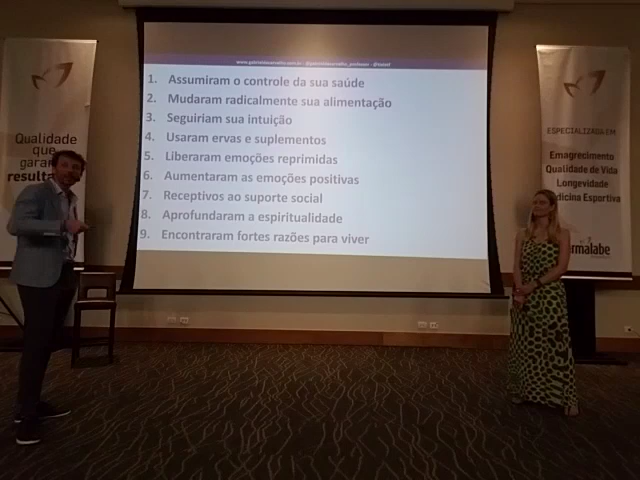 1. Assumiram o controle da sua saúde
2. Mudaram radicalmente sua alimentação
3. Seguiriam sua intuição
4. Usaram ervas e suplementos
5. Liberaram emoções reprimidas
6. Aumentaram as emoções positivas
7. Receptivos ao suporte social
8. Aprofundaram a espiritualidade
9. Encontraram fortes razões para viver
Qualidade
que
garan
resulta
ESPECIALIZADA EM
Emagrecimento
Qualidade de Vida
Longevidade
dicina Esportiva
rmalabe